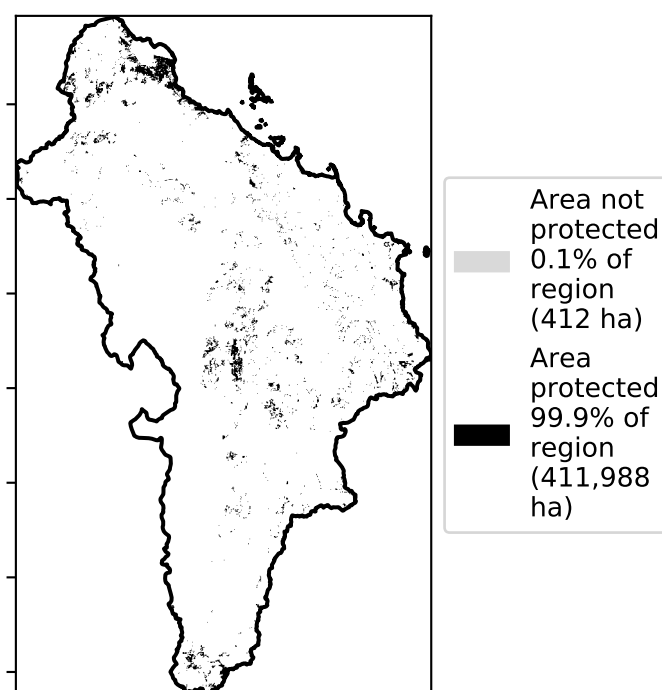 Area not
protected
0.1% of
region
(412 ha)
Area
protected
99.9% of
region
(411,988
ha)